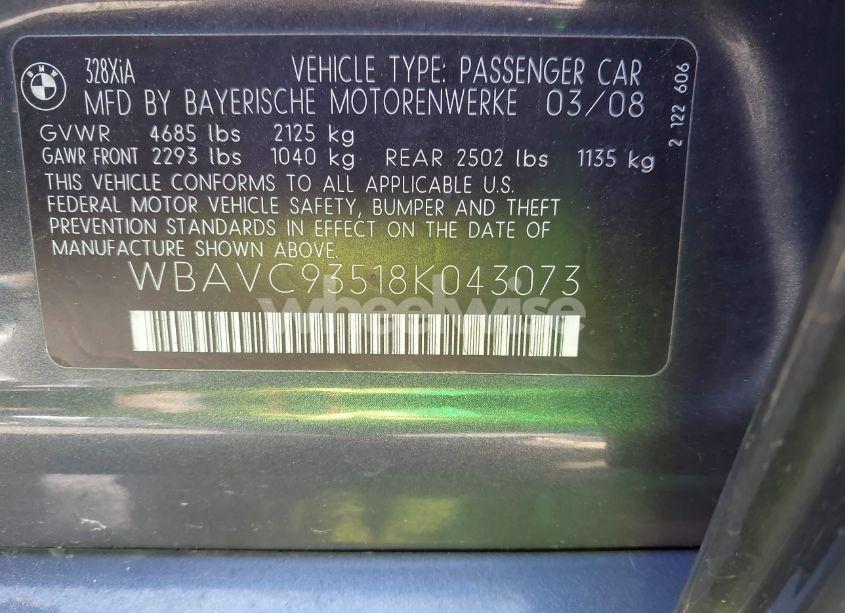 BMW
328XiA VEHICLE TYPE: PASSENGER CAR
MFD BY BAYERISCHE MOTORENWERKE 03/08
GVWR 4685 lbs 2125 kg
GAWR FRONT 2293 lbs 1040 kg REAR 2502 lbs 1135 kg
THIS VEHICLE CONFORMS TO ALL APPLICABLE U.S.
FEDERAL MOTOR VEHICLE SAFETY, BUMPER AND THEFT
PREVENTION STANDARDS IN EFFECT ON THE DATE OF
MANUFACTURE SHOWN ABOVE.
WBAVC93518K043073
wheelwise
2 122 606